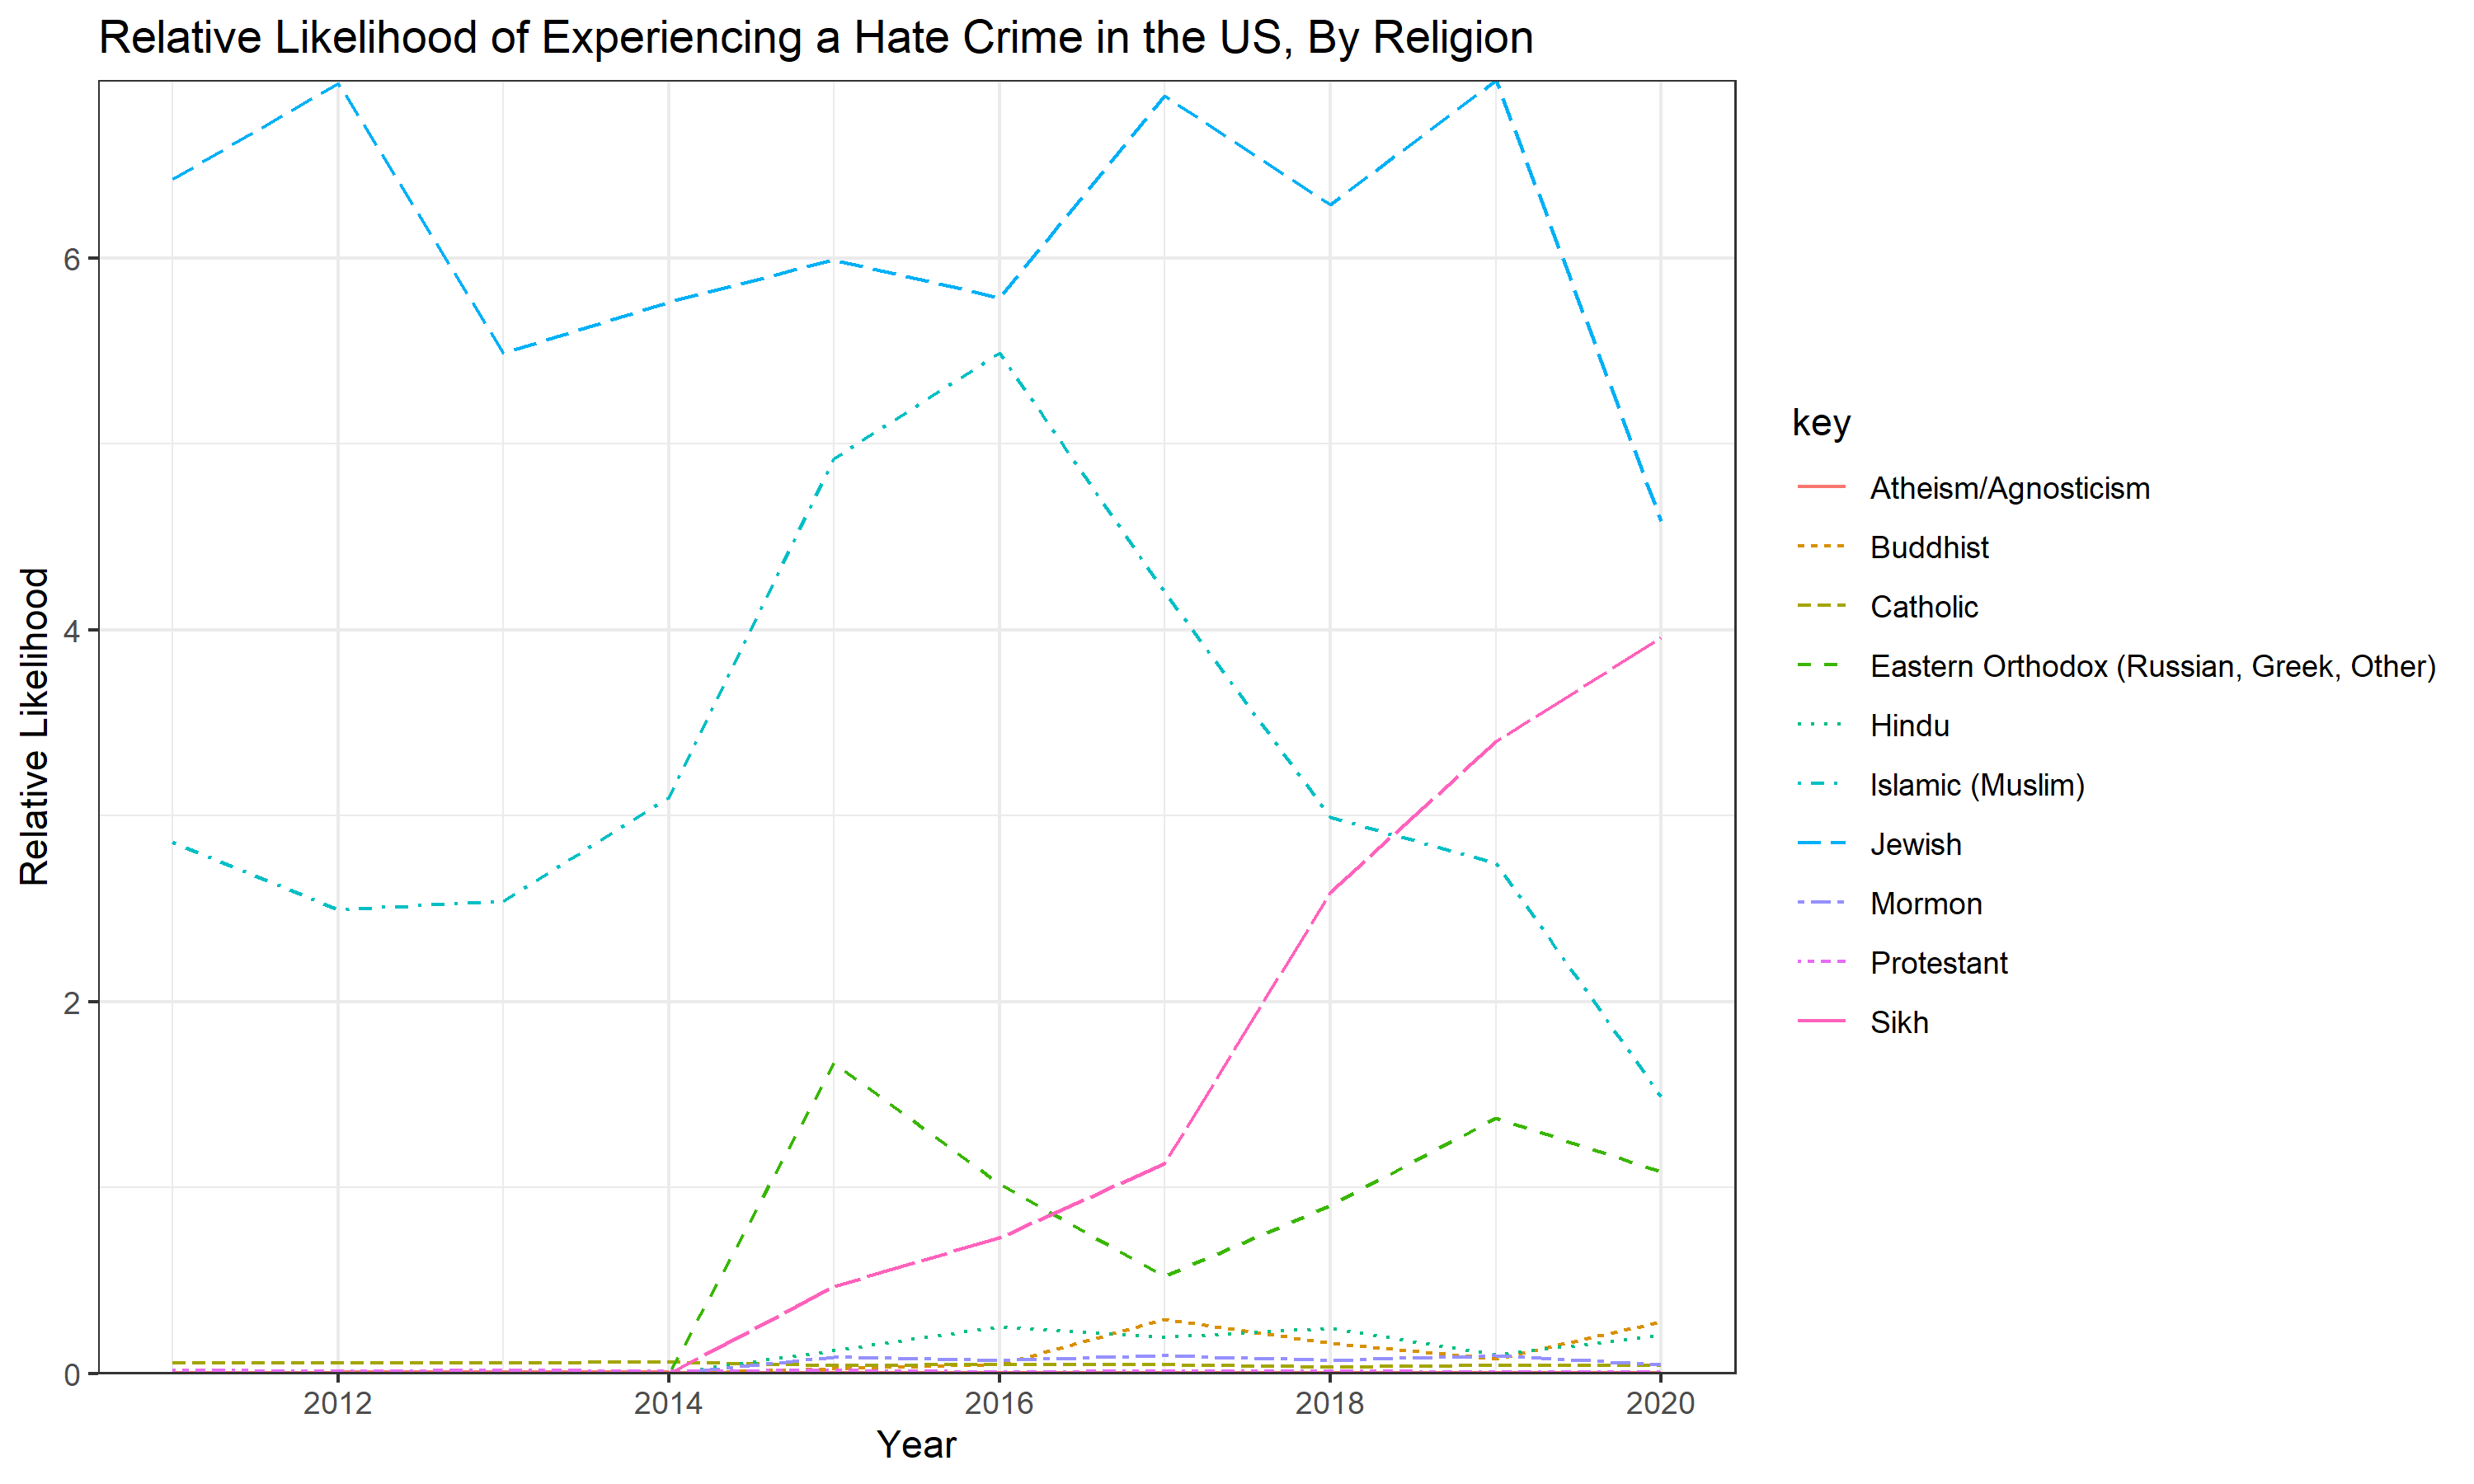 Relative Likelihood of Experiencing a Hate Crime in the US, By Religion
6
4
2
0
Relative Likelihood
2012
2014
2016
2018
2020
Year
key
Atheism/Agnosticism
Buddhist
Catholic
Eastern Orthodox (Russian, Greek, Other)
Hindu
Islamic (Muslim)
Jewish
Mormon
Protestant
Sikh